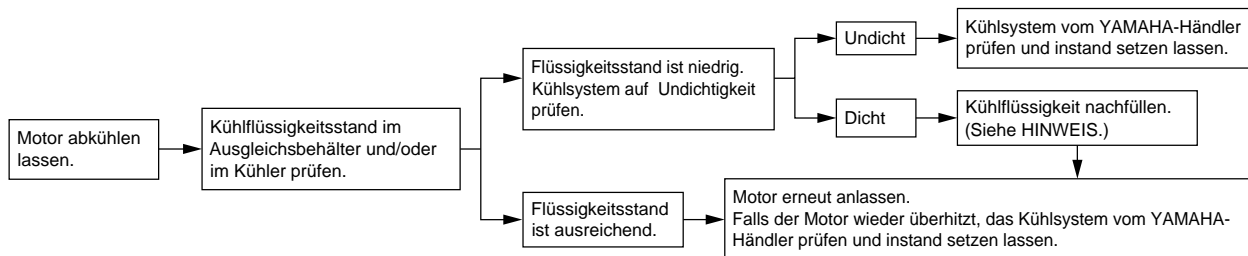 Motor abkühlen
lassen.
Kühlflüssigkeitsstand im
Ausgleichsbehälter und/oder
im Kühler prüfen.
Flüssigkeitsstand ist niedrig.
Kühlsystem auf Undichtigkeit
prüfen.
Undicht
Kühlsystem vom YAMAHA-Händler
prüfen und instand setzen lassen.
Dicht
Kühlflüssigkeit nachfüllen.
(Siehe HINWEIS.)
Flüssigkeitsstand
ist ausreichend.
Motor erneut anlassen.
Falls der Motor wieder überhitzt, das Kühlsystem vom YAMAHA-
Händler prüfen und instand setzen lassen.